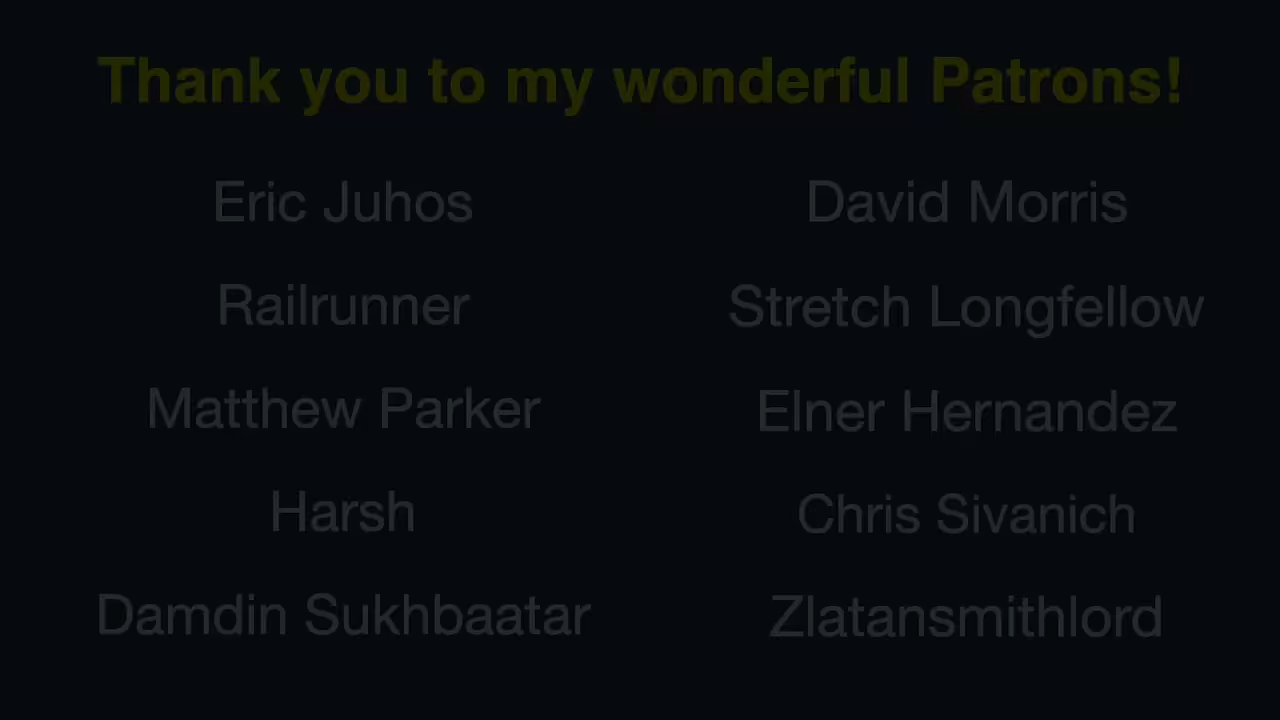 Thank you to my wonderful Patrons!
Eric Juhos
David Morris
Railrunner
Stretch Longfellow
Matthew Parker
Elner Hernandez
Harsh
Chris Sivanich
Damdin Sukhbaatar
Zlatansmithlord